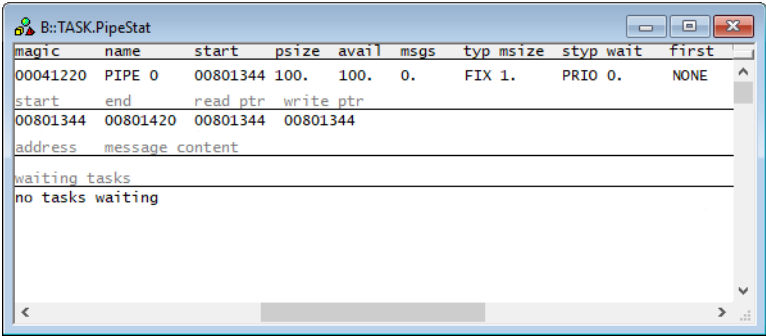 B::TASK.PipeStat
magic name start psize avail msgs typ msize styp wait first
00041220 PIPE 0 00801344 100. 100. 0. FIX 1. PRIO 0. NONE
start end read ptr write ptr
00801344 00801420 00801344 00801344
address message content
waiting tasks
no tasks waiting